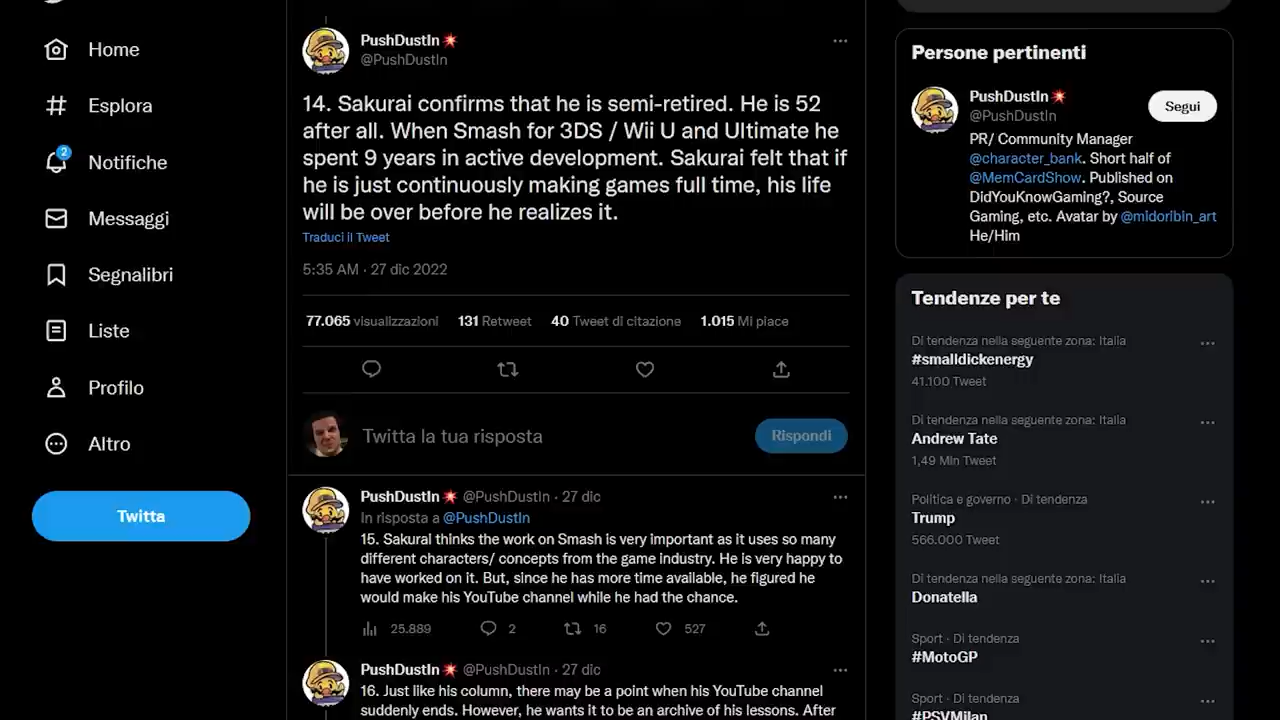 Home
Esplora
2
Notifiche
Messaggi
Segnalibri
Liste
Profilo
Altro
Twitta
PushDustIn
@PushDustIn
14. Sakurai confirms that he is semi-retired. He is 52
after all. When Smash for 3DS / Wii U and Ultimate he
spent 9 years in active development. Sakurai felt that if
he is just continuously making games full time, his life
will be over before he realizes it.
Traduci il Tweet
5:35 AM · 27 dic 2022
77.065 visualizzazioni 131 Retweet 40 Tweet di citazione 1.015 Mi piace
Twitta la tua risposta
Rispondi
PushDustIn @PushDustIn · 27 dic
In risposta a @PushDustIn
15. Sakurai thinks the work on Smash is very important as it uses so many
different characters/ concepts from the game industry. He is very happy to
have worked on it. But, since he has more time available, he figured he
would make his YouTube channel while he had the chance.
25.889 2 16 527
PushDustIn @PushDustIn · 27 dic
16. Just like his column, there may be a point when his YouTube channel
suddenly ends. However, he wants it to be an archive of his lessons. After
Persone pertinenti
PushDustIn
@PushDustIn
Segui
PR/ Community Manager
@character_bank. Short half of
@MemCardShow. Published on
DidYouKnowGaming?, Source
Gaming, etc. Avatar by @midoribin_art
He/Him
Tendenze per te
Di tendenza nella seguente zona: Italia
#smalldickenergy
41.100 Tweet
Di tendenza nella seguente zona: Italia
Andrew Tate
1,49 Mln Tweet
Politica e governo · Di tendenza
Trump
566.000 Tweet
Di tendenza nella seguente zona: Italia
Donatella
Sport · Di tendenza
#MotoGP
Sport · Di tendenza
#PSVMilan